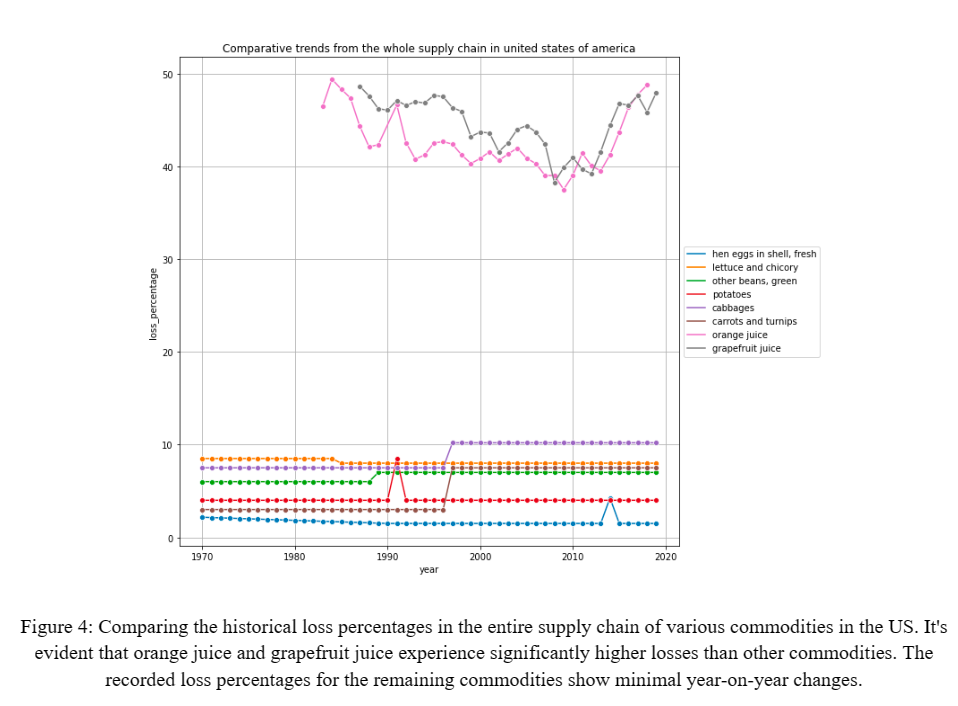 Comparative trends from the whole supply chain in united states of america
50
40
30
20
10
0
loss_percentage
1970
1980
1990
2000
2010
2020
year
hen eggs in shell, fresh
lettuce and chicory
other beans, green
potatoes
cabbages
carrots and turnips
orange juice
grapefruit juice
Figure 4: Comparing the historical loss percentages in the entire supply chain of various commodities in the US. It's
evident that orange juice and grapefruit juice experience significantly higher losses than other commodities. The
recorded loss percentages for the remaining commodities show minimal year-on-year changes.